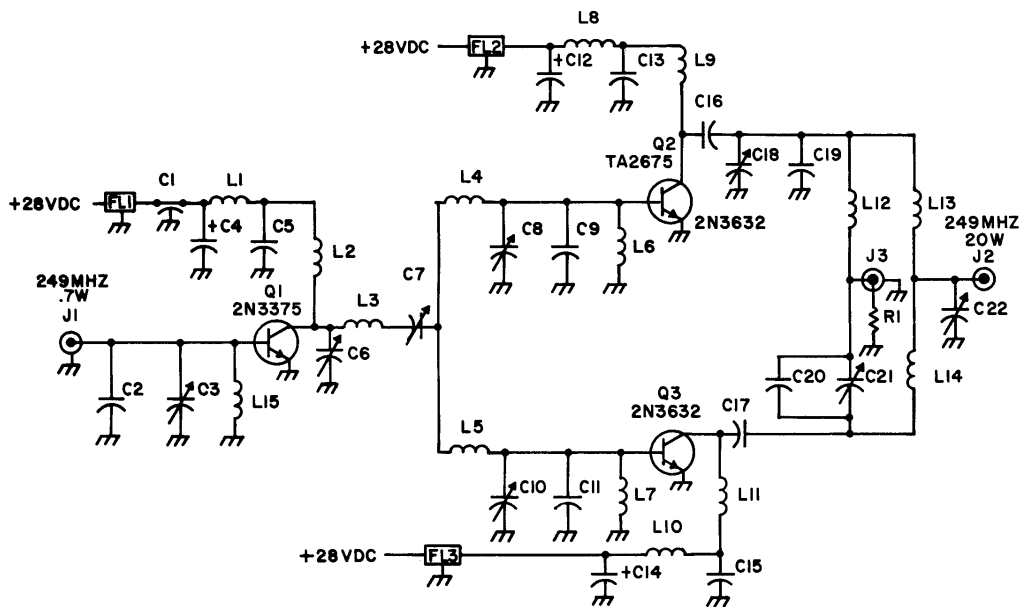 L8
+28VDC
FL2
+C12
C13
L9
C16
Q2
TA2675
C18
C19
L4
2N3632
L12
L13
C1
L1
+28VDC
FL1
+C4
C5
L2
C8
C9
L6
249MHZ
20W
J2
J3
C7
249MHZ
.7W
J1
Q1
2N3375
L3
R1
C22
C6
C2
C3
L15
C20
C21
L14
Q3
2N3632
C17
L5
C10
C11
L7
L11
L10
+28VDC
FL3
+C14
C15